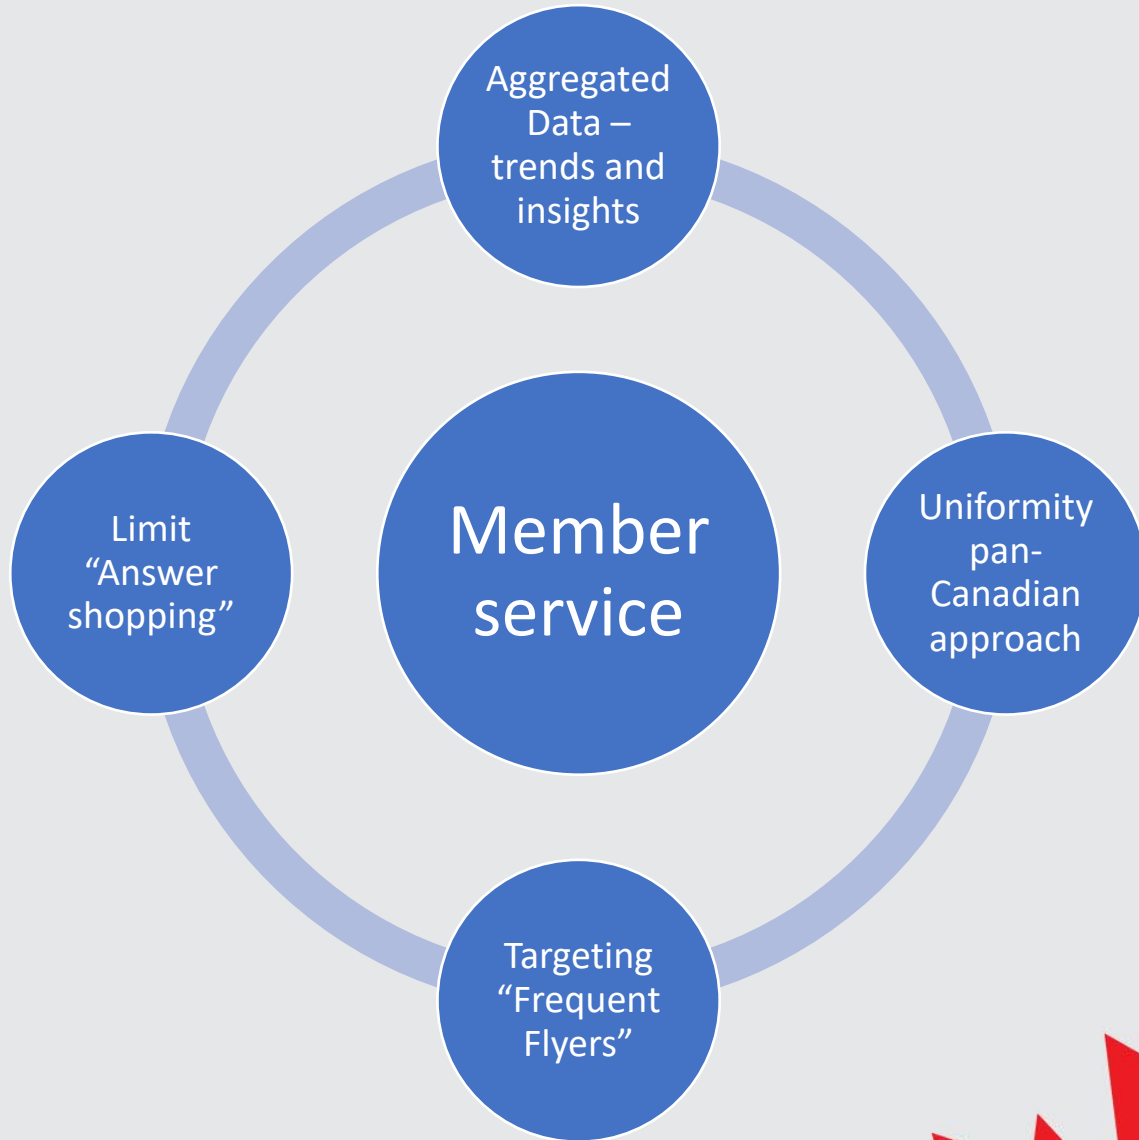 Aggregated
Data –
trends and
insights
Limit
“Answer
shopping”
Member
service
Uniformity
pan-
Canadian
approach
Targeting
“Frequent
Flyers”